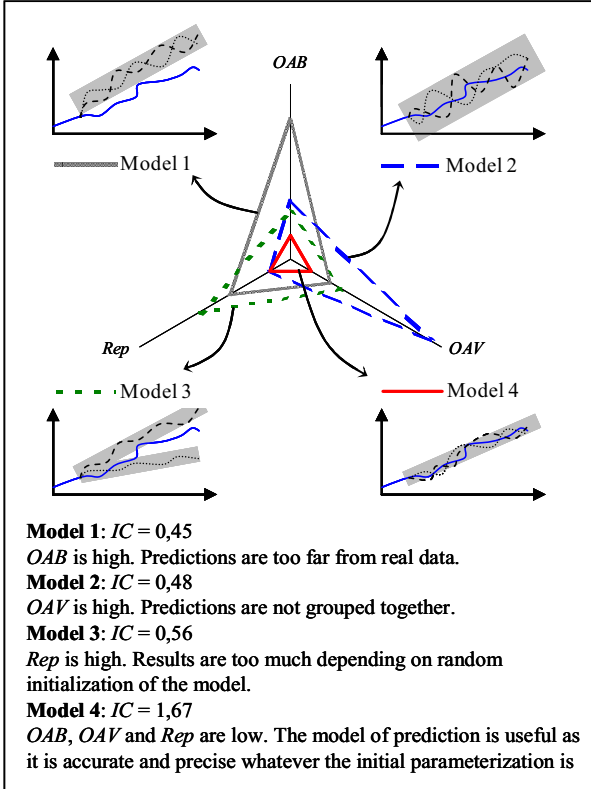 OAB
Model 1
Model 2
Rep
OAV
Model 3
Model 4
Model 1: IC = 0,45
OAB is high. Predictions are too far from real data.
Model 2: IC = 0,48
OAV is high. Predictions are not grouped together.
Model 3: IC = 0,56
Rep is high. Results are too much depending on random
initialization of the model.
Model 4: IC = 1,67
OAB, OAV and Rep are low. The model of prediction is useful as
it is accurate and precise whatever the initial parameterization is